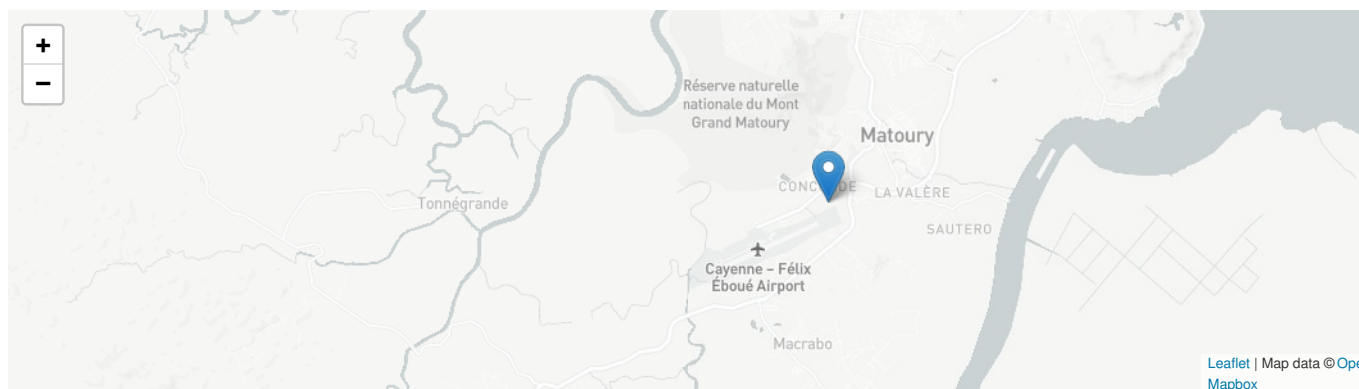 +
−
Réserve naturelle
nationale du Mont
Grand Matoury
Matoury
LA VALÈRE
Tonnégrande
SAUTERO
Cayenne – Félix
Éboué Airport
Macrabo
Leaflet | Map data © Ope
Mapbox